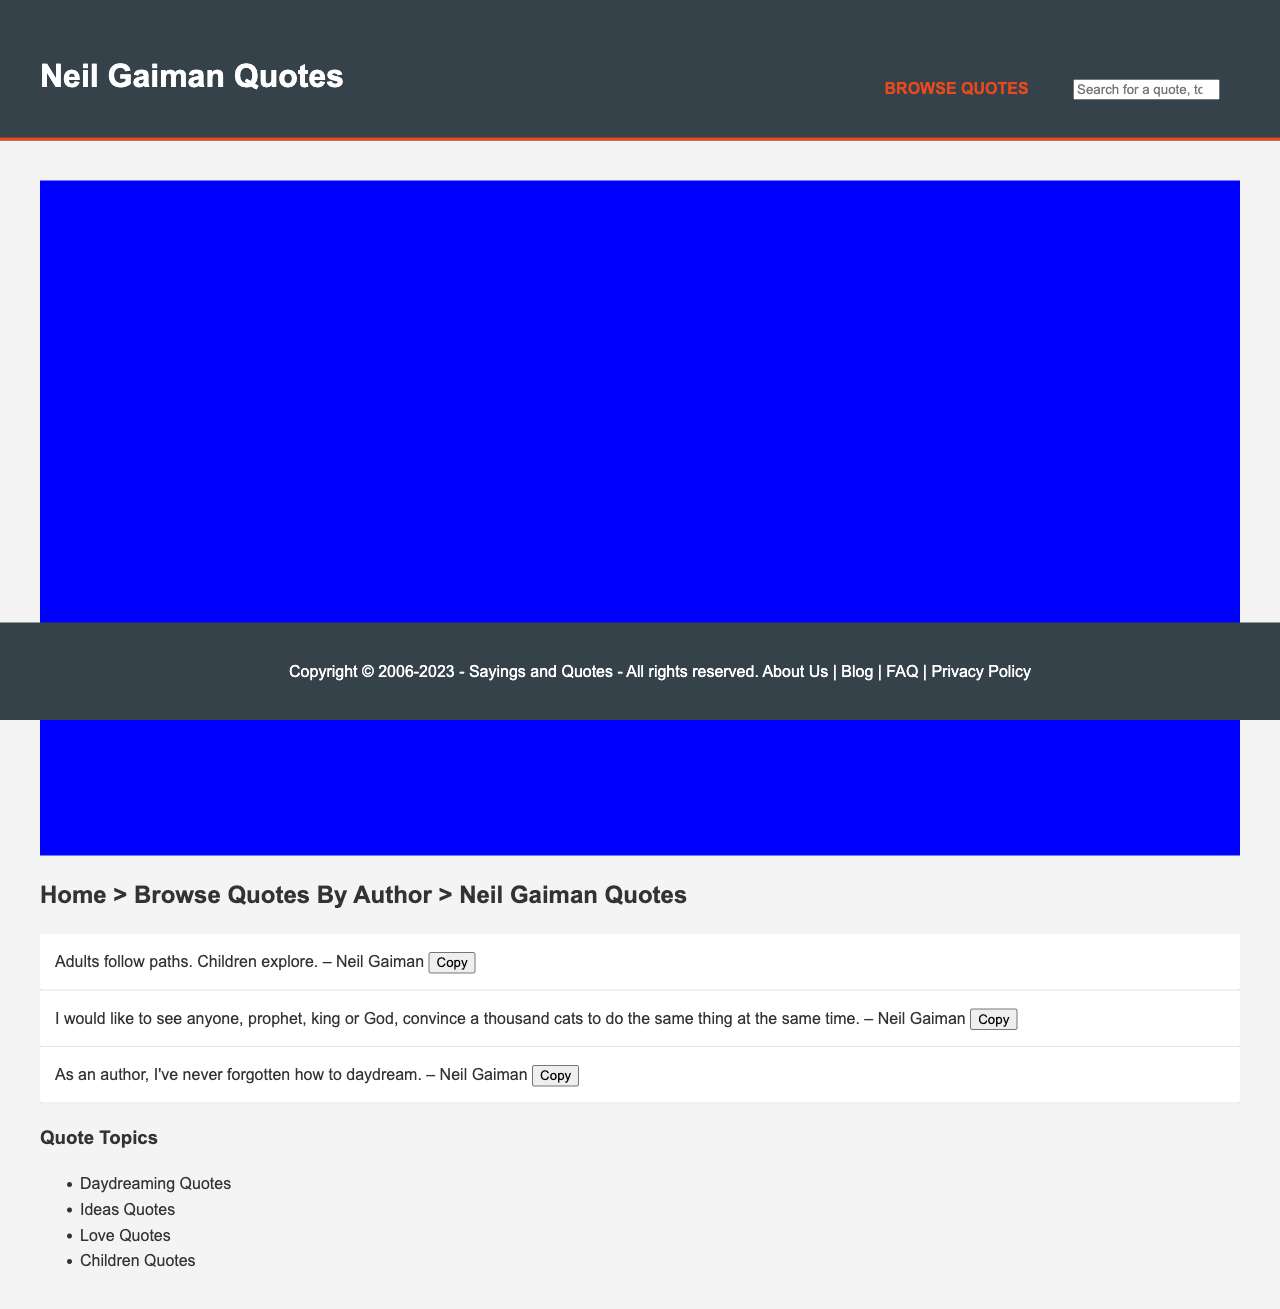 Neil Gaiman Quotes
BROWSE QUOTES
Search for a quote, to
Copyright © 2006-2023 - Sayings and Quotes - All rights reserved. About Us | Blog | FAQ | Privacy Policy
Home > Browse Quotes By Author > Neil Gaiman Quotes
Adults follow paths. Children explore. – Neil Gaiman Copy
I would like to see anyone, prophet, king or God, convince a thousand cats to do the same thing at the same time. – Neil Gaiman Copy
As an author, I've never forgotten how to daydream. – Neil Gaiman Copy
Quote Topics
• Daydreaming Quotes
• Ideas Quotes
• Love Quotes
• Children Quotes